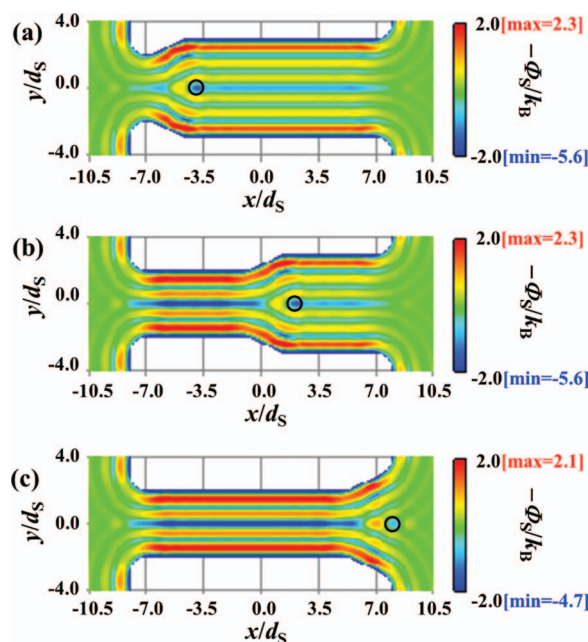 (a)
4.0
0.0
-4.0
y/dS
-10.5 -7.0 -3.5 0.0 3.5 7.0 10.5
x/dS
2.0[max=2.3]
-2.0[min=-5.6]
−ΦS/kB
(b)
4.0
0.0
-4.0
y/dS
-10.5 -7.0 -3.5 0.0 3.5 7.0 10.5
x/dS
2.0[max=2.3]
-2.0[min=-5.6]
−ΦS/kB
(c)
4.0
0.0
-4.0
y/dS
-10.5 -7.0 -3.5 0.0 3.5 7.0 10.5
x/dS
2.0[max=2.1]
-2.0[min=-4.7]
−ΦS/kB